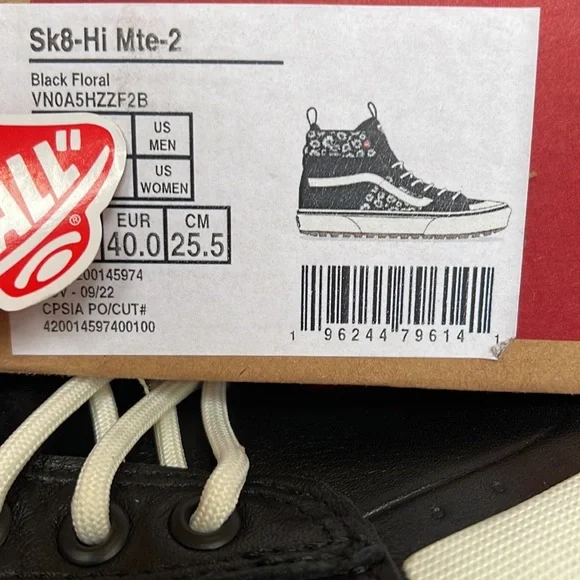 Sk8-Hi Mte-2
Black Floral
VN0A5HZZF2B
US MEN
US WOMEN
ALL"
EUR CM
40.0 25.5
200145974
- 09/22
CPSIA PO/CUT#
420014597400100
1 96244 79614 1